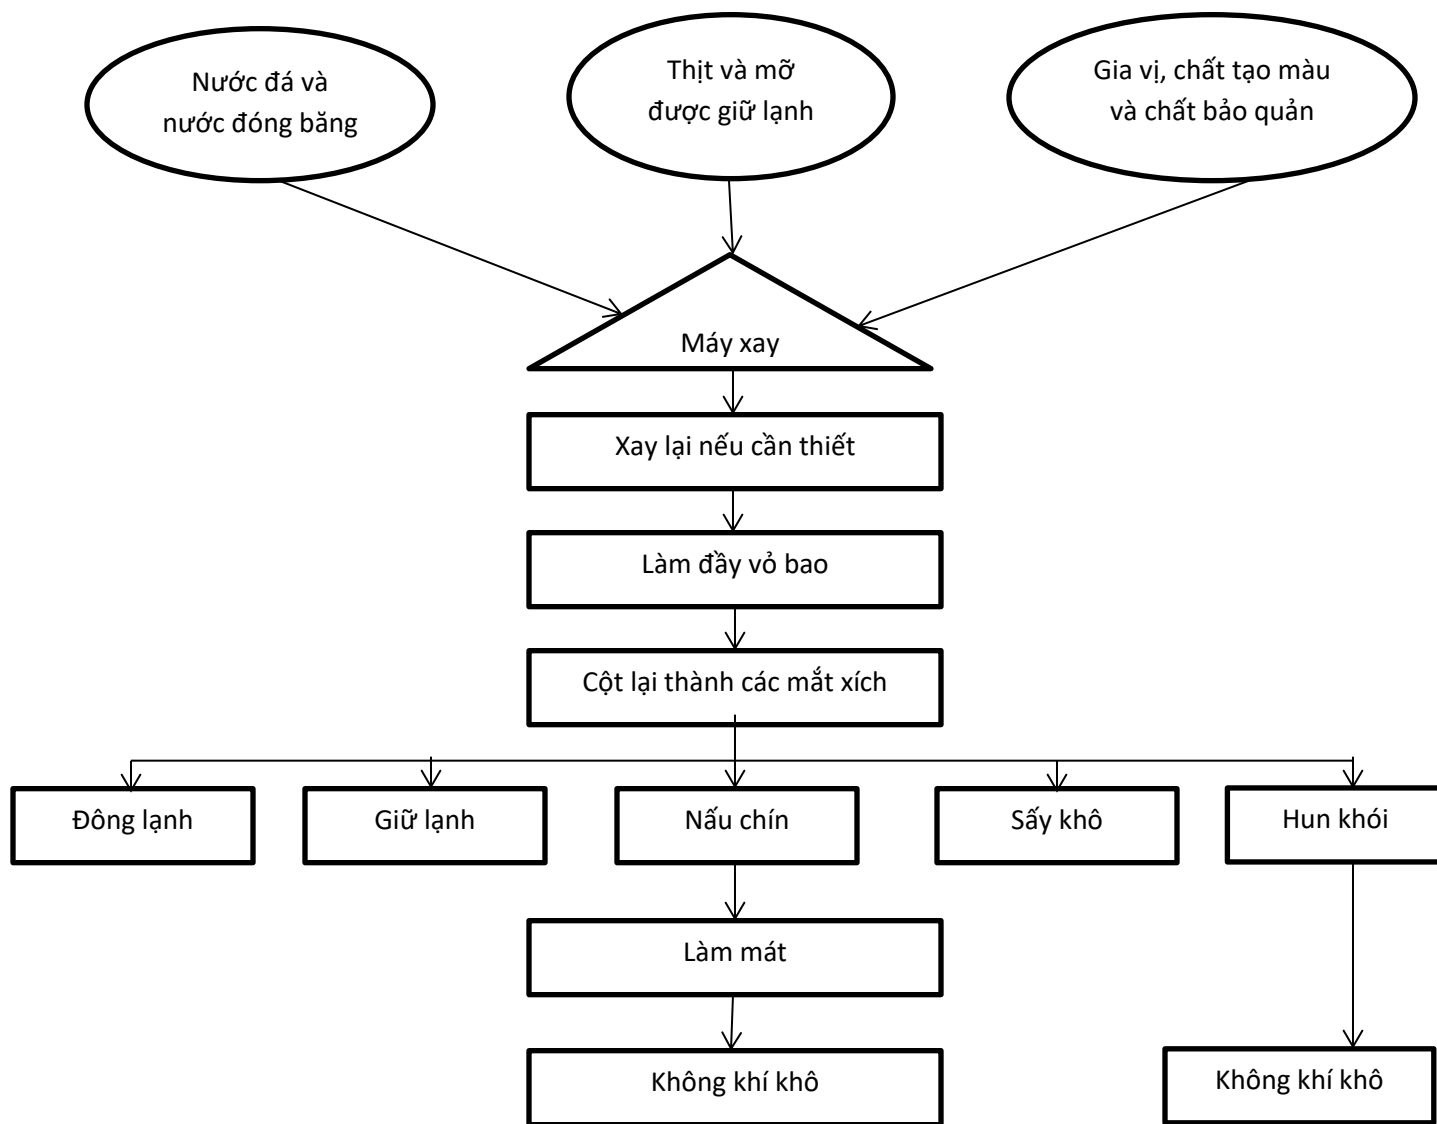 Nước đá và
nước đóng băng
Thịt và mỡ
được giữ lạnh
Gia vị, chất tạo màu
và chất bảo quản
Máy xay
Xay lại nếu cần thiết
Làm đầy vỏ bao
Cột lại thành các mắt xích
Đông lạnh
Giữ lạnh
Nấu chín
Sấy khô
Hun khói
Làm mát
Không khí khô
Không khí khô